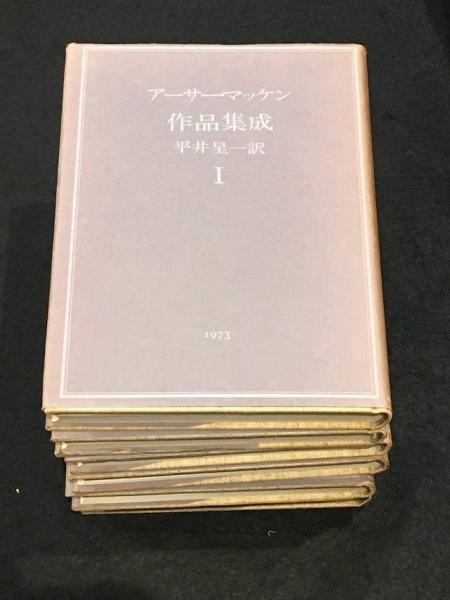 アーサー・マッケン
作品集成
平井呈一訳
I
1973